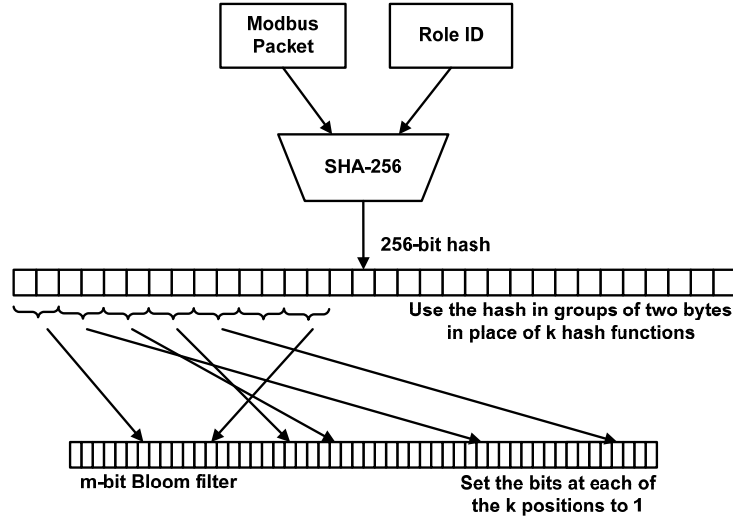 Modbus
Packet
Role ID
SHA-256
256-bit hash
Use the hash in groups of two bytes
in place of k hash functions
m-bit Bloom filter
Set the bits at each of
the k positions to 1